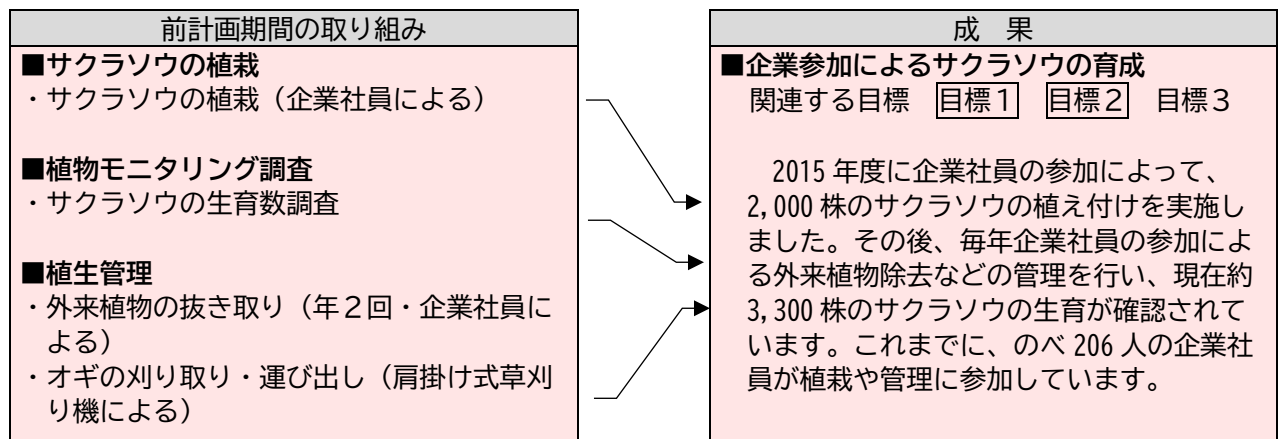 前計画期間の取り組み
■サクラソウの植栽
・サクラソウの植栽（企業社員による）
■植物モニタリング調査
・サクラソウの生育数調査
■植生管理
・外来植物の抜き取り（年２回・企業社員に
よる）
・オギの刈り取り・運び出し（肩掛け式草刈
り機による）
成　果
■企業参加によるサクラソウの育成
関連する目標　目標１　目標２　目標３
2015 年度に企業社員の参加によって、
2,000 株のサクラソウの植え付けを実施し
ました。その後、毎年企業社員の参加によ
る外来植物除去などの管理を行い、現在約
3,300 株のサクラソウの生育が確認されて
います。これまでに、のべ 206 人の企業社
員が植栽や管理に参加しています。